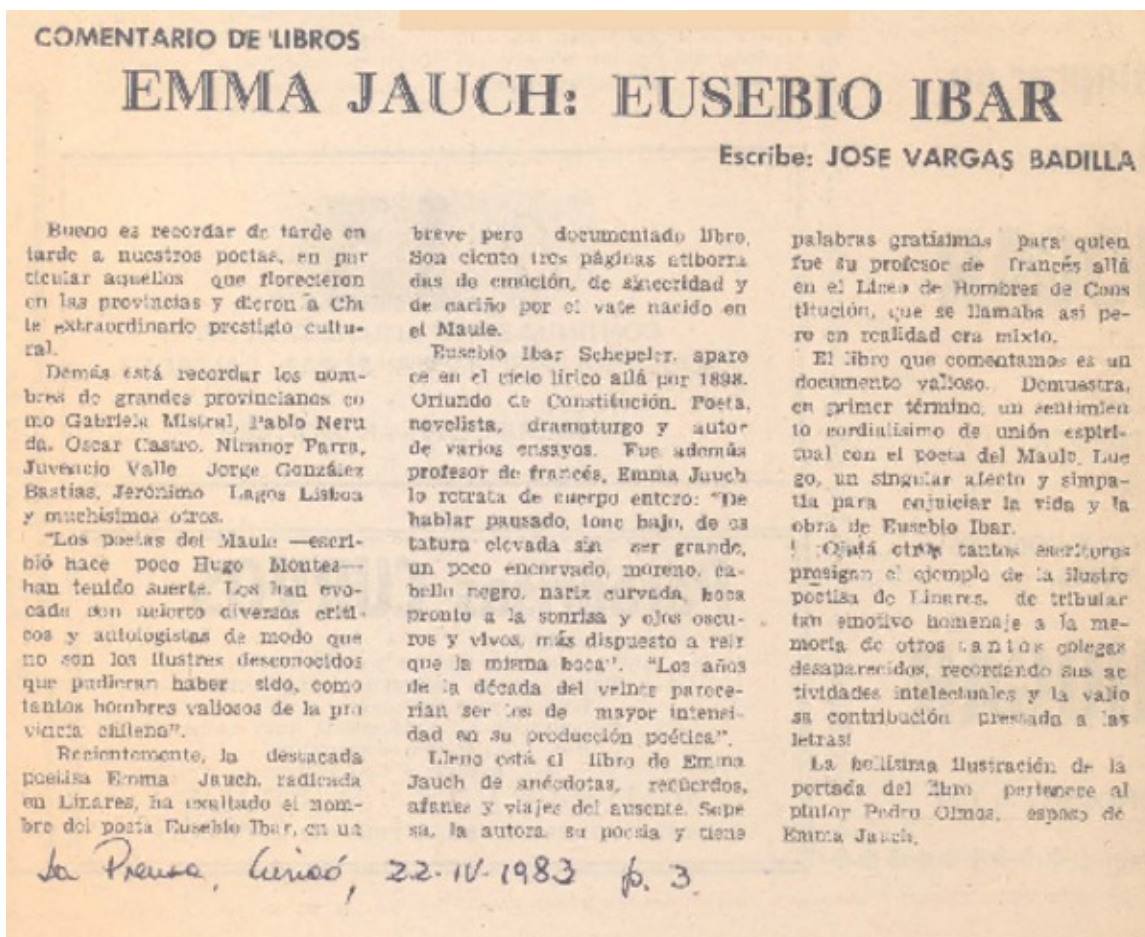 COMENTARIO DE LIBROS
EMMA JAUCH: EUSEBIO IBAR
Escribe: JOSE VARGAS BADILLA
Bueno es recordar de tarde en
tarde a nuestros poetas, en par
ticular aquellos que florecieron
en las provincias y dieron a Chi
le extraordinario prestigio cultu-
ral.
Demás está recordar los nom-
bres de grandes provincianos co
mo Gabriela Mistral, Pablo Neru
da, Oscar Castro, Nicanor Parra,
Juvencio Valle Jorge González
Bastías, Jerónimo Lagos Lisboa
y muchísimos otros.
"Los poetas del Maule —escri-
bió hace poco Hugo Montes—
han tenido suerte. Los han evo-
cado con acierto diversos críti-
cos y antologistas de modo que
no son los ilustres desconocidos
que pudieran haber sido, como
tantos hombres valiosos de la pro
vincia chilena".
Recientemente, la destacada
poetisa Emma Jauch, radicada
en Linares, ha exaltado el nom-
bre del poeta Eusebio Ibar, en un
breve pero documentado libro.
Son ciento tres páginas atiborra
das de emoción, de sinceridad y
de cariño por el vate nacido en
el Maule.
Eusebio Ibar Schepeler, apare
ce en el cielo lírico allá por 1898.
Oriundo de Constitución. Poeta,
novelista, dramaturgo y autor
de varios ensayos. Fue además
profesor de francés, Emma Jauch
lo retrata de cuerpo entero: "De
hablar pausado, tono bajo, de es
tatura elevada sin ser grande,
un poco encorvado, moreno, ca-
bello negro, nariz curvada, boca
pronto a la sonrisa y ojos oscu-
ros y vivos, más dispuesto a reir
que la misma boca". "Los años
de la década del veinte parece-
rían ser los de mayor intensi-
dad en su producción poética".
Lleno está el libro de Emma
Jauch de anécdotas, recuerdos,
afanes y viajes del ausente. Sope
sa, la autora, su poesía y tiene
palabras gratísimas para quien
fue su profesor de francés allá
en el Liceo de Hombres de Cons
titución, que se llamaba así pe-
ro en realidad era mixto.
El libro que comentamos es un
documento valioso. Demuestra,
en primer término, un sentimien
to cordialísimo de unión espiri-
tual con el poeta del Maule. Lue
go, un singular afecto y simpa-
tía para enjuiciar la vida y la
obra de Eusebio Ibar.
¡Ojalá otros tantos escritores
prosigan el ejemplo de la ilustre
poetisa de Linares, de tributar
tan emotivo homenaje a la me-
moria de otros tantos colegas
desaparecidos, recordando sus ac
tividades intelectuales y la valio
sa contribución prestada a las
letras!
La bellísima ilustración de la
portada del libro pertenece al
pintor Pedro Olmos, esposo de
Emma Jauch.
La Prensa, Curicó, 22-IV-1983 p. 3.